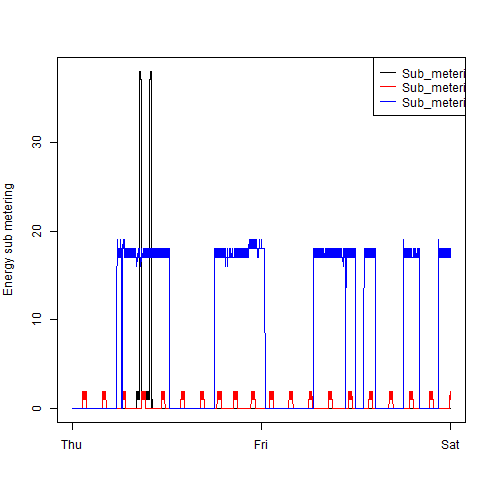 Sub_meteri
Sub_meteri
Sub_meteri
Energy sub metering
30
20
10
0
Thu Fri Sat